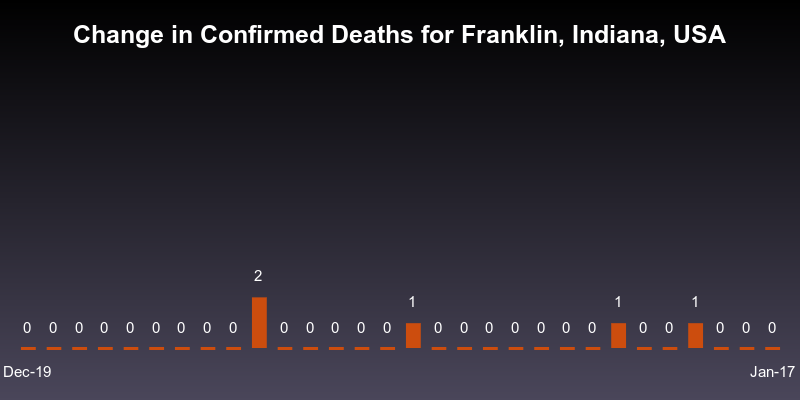 Change in Confirmed Deaths for Franklin, Indiana, USA
2
1 1 1
0 0 0 0 0 0 0 0 0 0 0 0 0 0 0 0 0 0 0 0 0 0 0 0 0 0
Dec-19 Jan-17